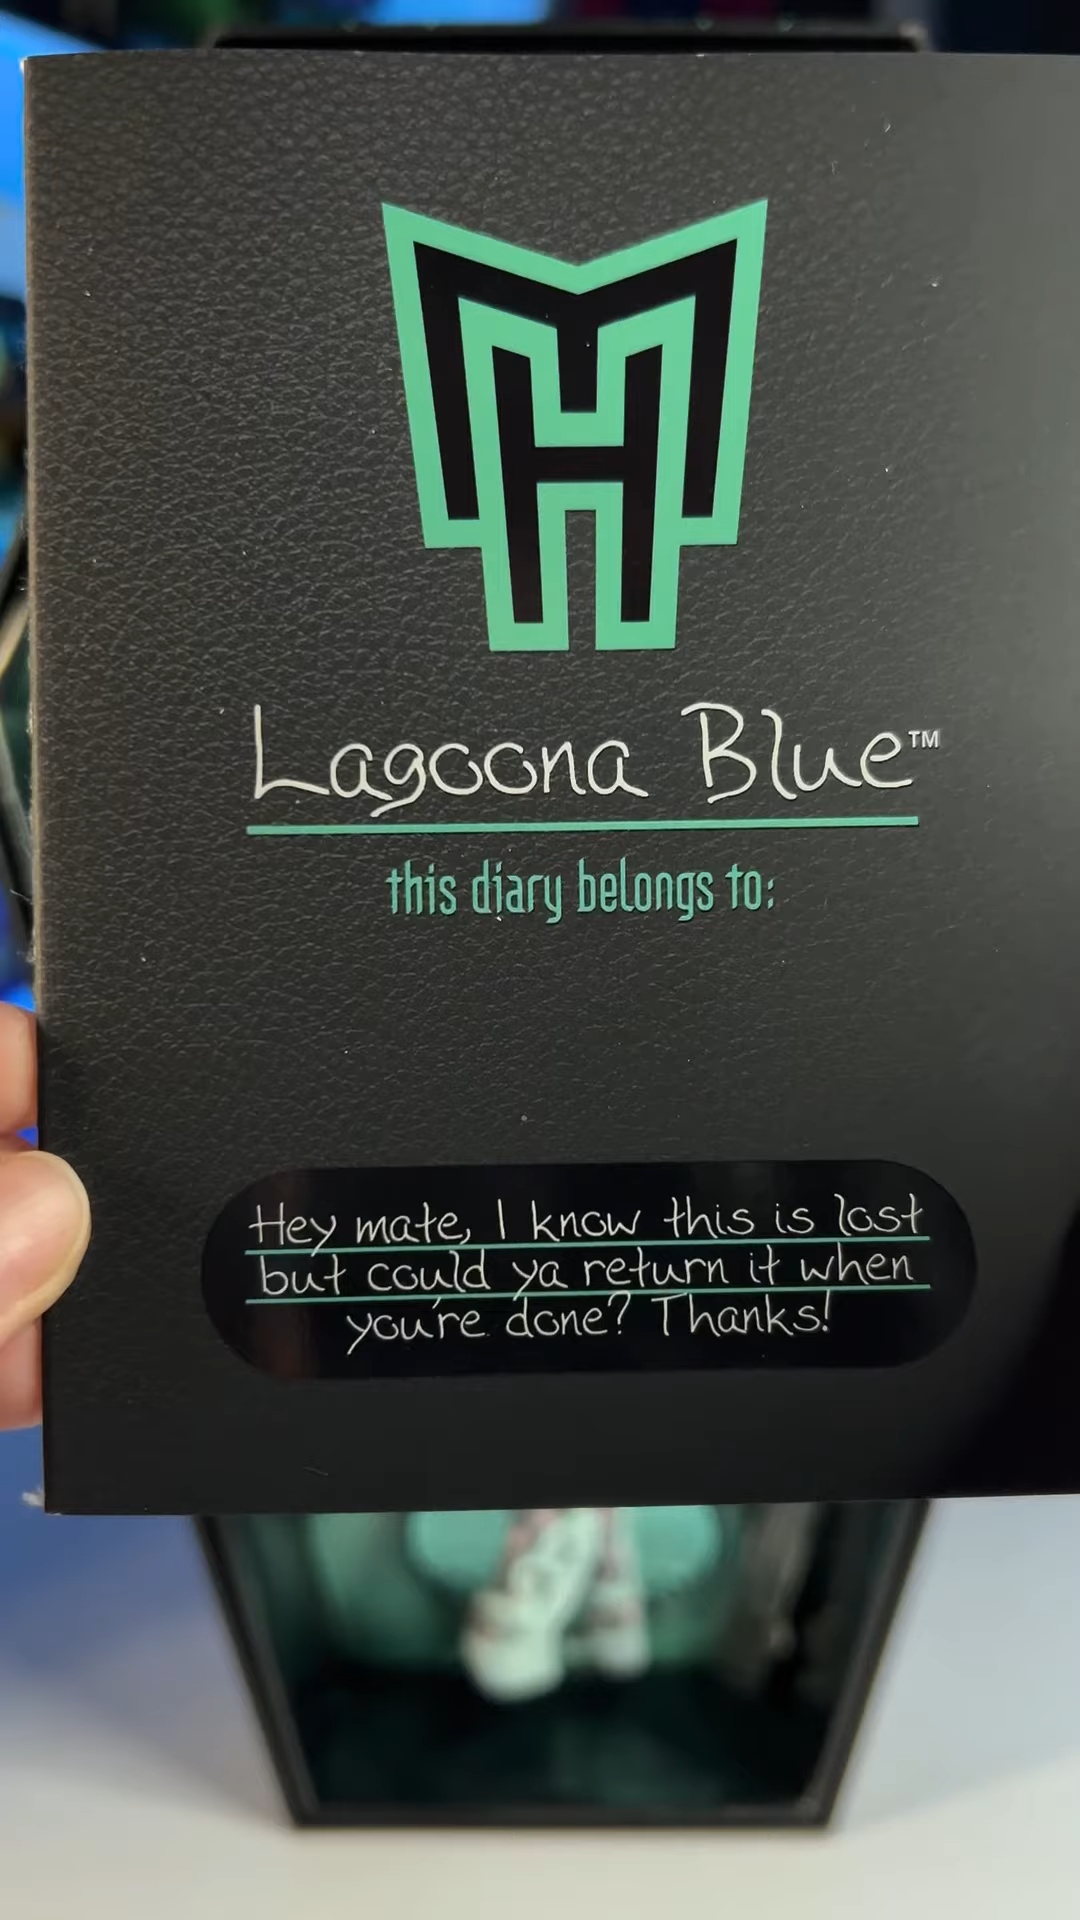 MH
Lagoona Blue™
this diary belongs to:
Hey mate, I know this is lost
but could ya return it when
you're done? Thanks!